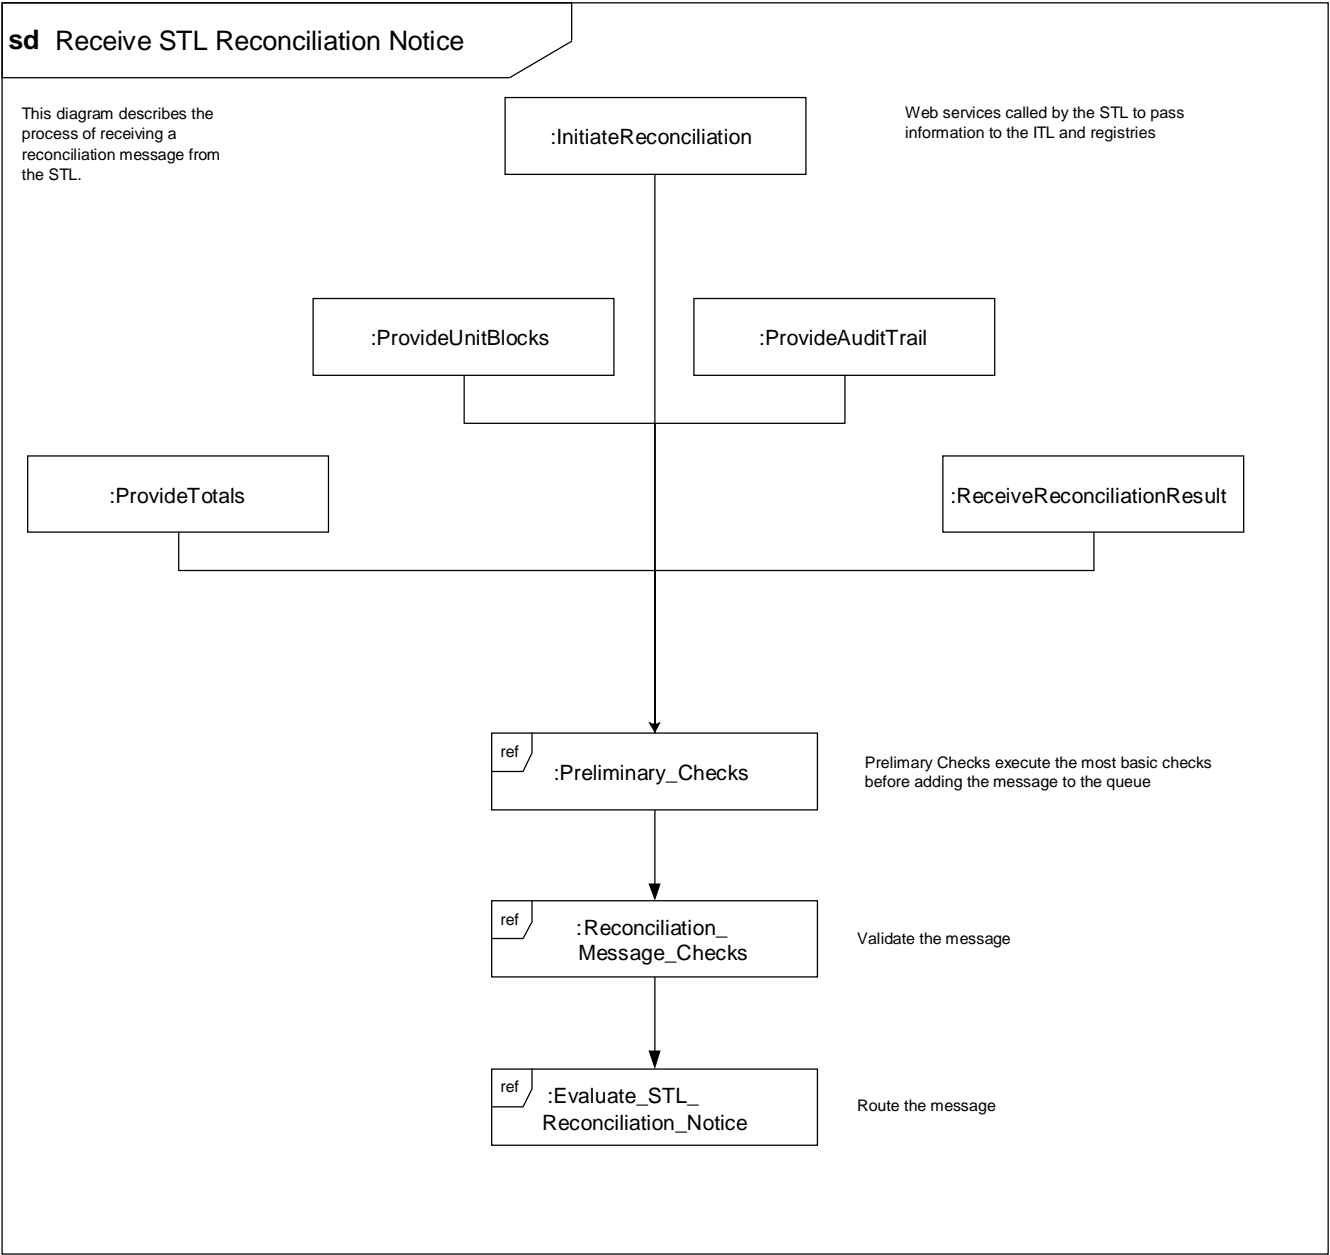 sd Receive STL Reconciliation Notice
This diagram describes the
process of receiving a
reconciliation message from
the STL.
:InitiateReconciliation
Web services called by the STL to pass
information to the ITL and registries
:ProvideUnitBlocks
:ProvideAuditTrail
:ProvideTotals
:ReceiveReconciliationResult
ref
:Preliminary_Checks
Prelimary Checks execute the most basic checks
before adding the message to the queue
ref
:Reconciliation_
Message_Checks
Validate the message
ref
:Evaluate_STL_
Reconciliation_Notice
Route the message